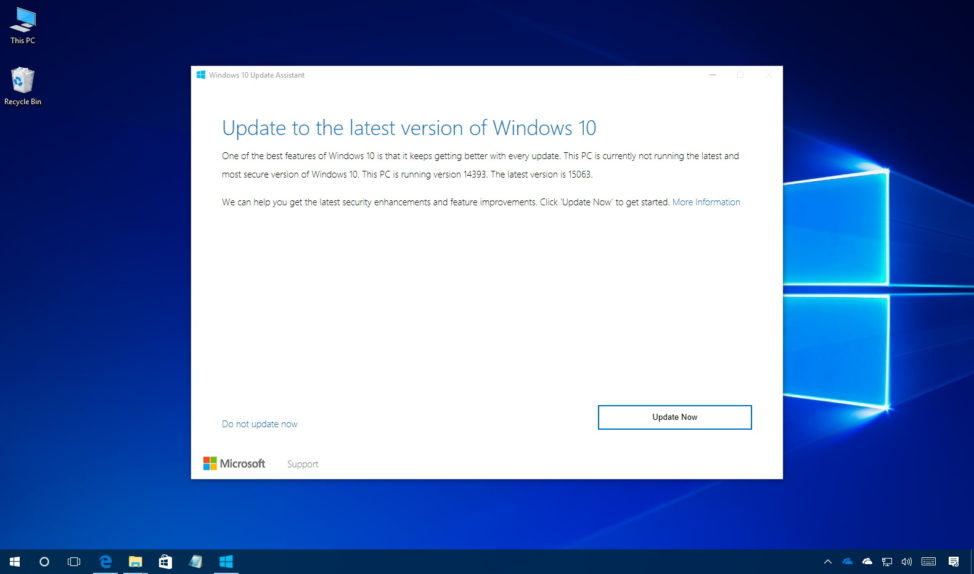 This PC
Recycle Bin
Windows 10 Update Assistant
Update to the latest version of Windows 10
One of the best features of Windows 10 is that it keeps getting better with every update. This PC is currently not running the latest and
most secure version of Windows 10. This PC is running version 14393. The latest version is 15063.
We can help you get the latest security enhancements and feature improvements. Click 'Update Now' to get started. More Information
Do not update now
Update Now
Microsoft
Support